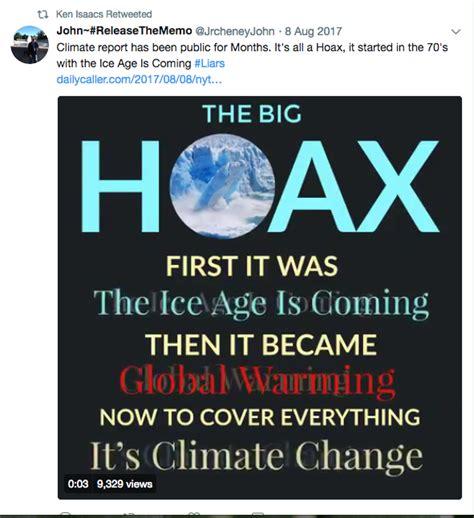 Ken Isaacs Retweeted
John~#ReleaseTheMemo @JrcheneyJohn · 8 Aug 2017
Climate report has been public for Months. It's all a Hoax, it started in the 70's
with the Ice Age Is Coming #Liars
dailycaller.com/2017/08/08/nyt...
THE BIG
HOAX
FIRST IT WAS
The Ice Age Is Coming
THEN IT BECAME
Global Warming
NOW TO COVER EVERYTHING
It's Climate Change
0:03 9,329 views